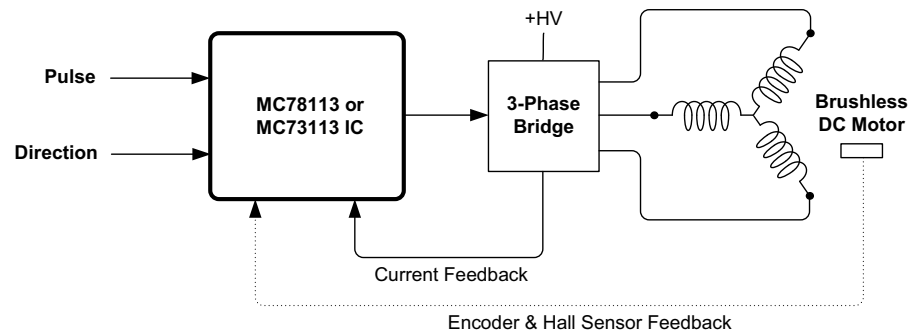 +HV
Pulse
Direction
MC78113 or
MC73113 IC
3-Phase
Bridge
Brushless
DC Motor
Current Feedback
Encoder & Hall Sensor Feedback